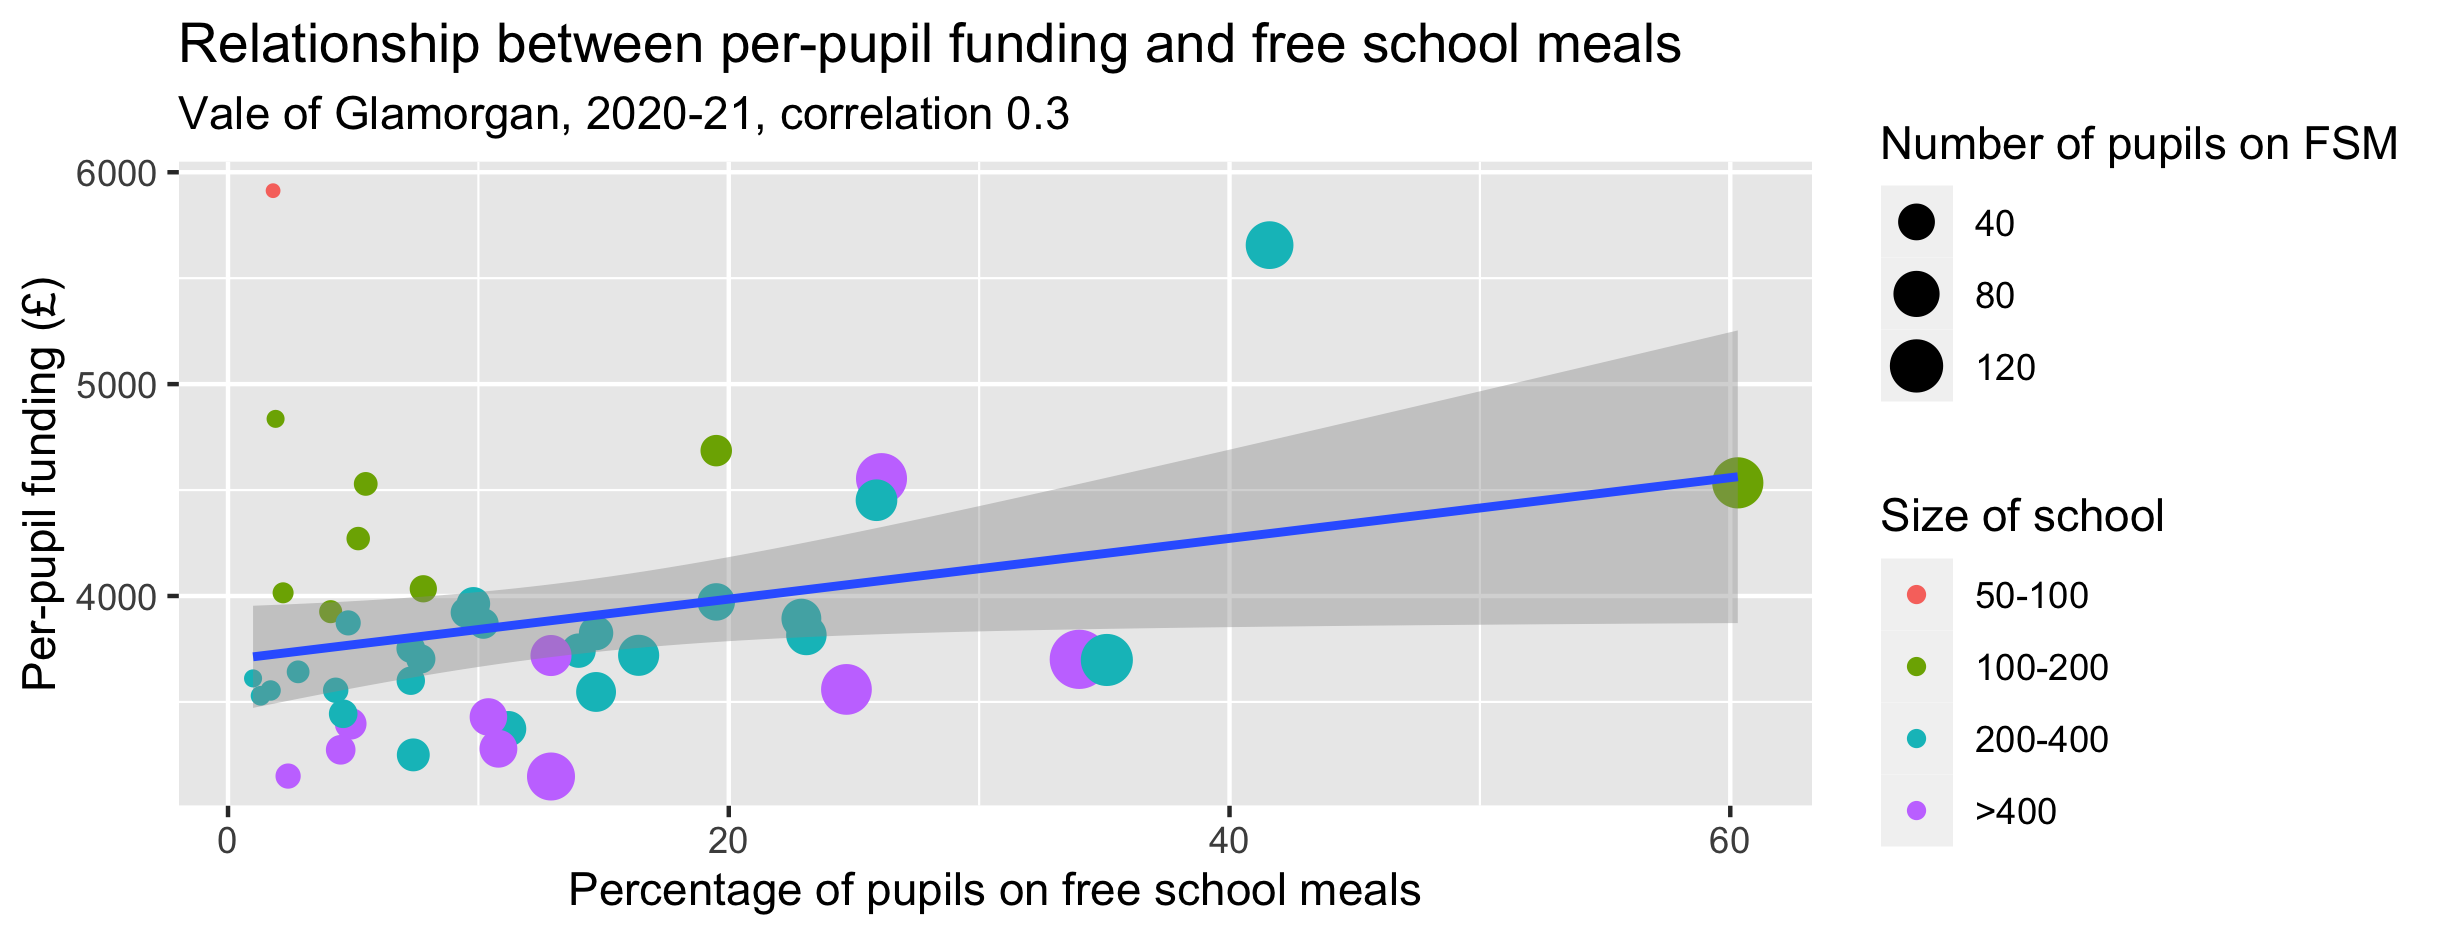 Relationship between per-pupil funding and free school meals
Vale of Glamorgan, 2020-21, correlation 0.3
Per-pupil funding (£)
6000
5000
4000
0
20
40
60
Percentage of pupils on free school meals
Number of pupils on FSM
40
80
120
Size of school
50-100
100-200
200-400
>400